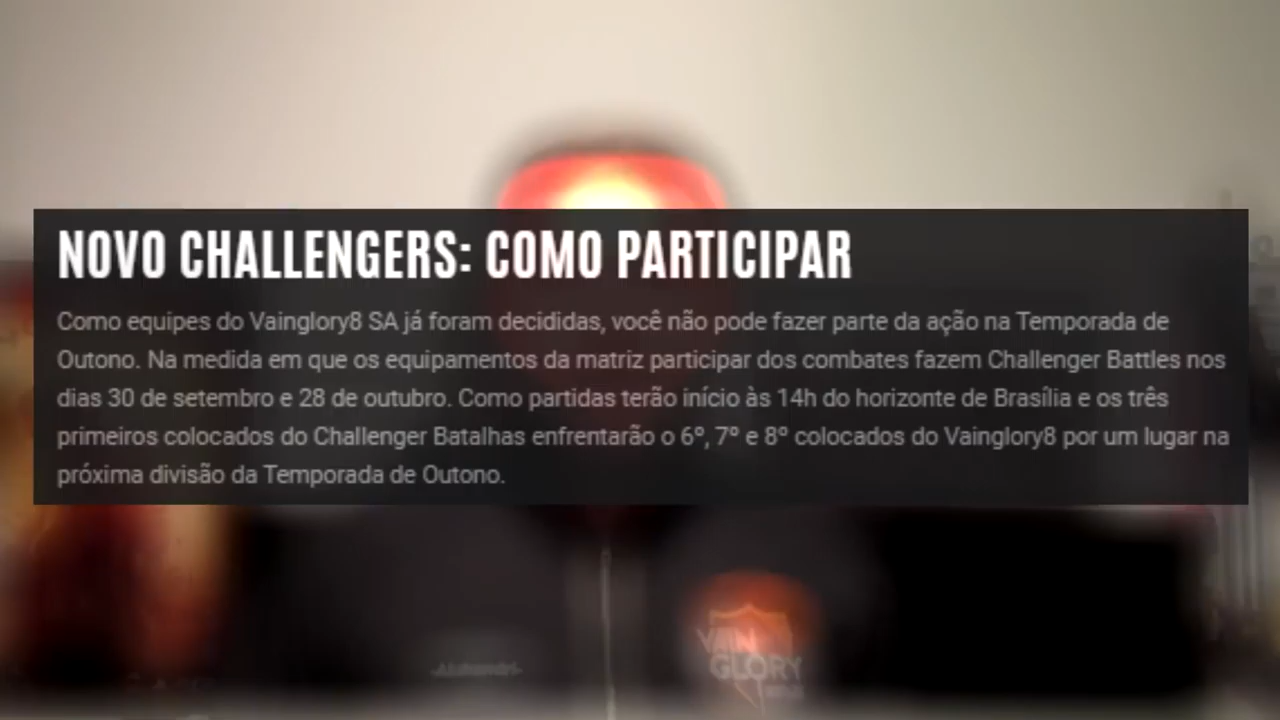 NOVO CHALLENGERS: COMO PARTICIPAR
Como equipes do Vainglory8 SA já foram decididas, você não pode fazer parte da ação na Temporada de
Outono. Na medida em que os equipamentos da matriz participar dos combates fazem Challenger Battles nos
dias 30 de setembro e 28 de outubro. Como partidas terão início às 14h do horizonte de Brasília e os três
primeiros colocados do Challenger Batalhas enfrentarão o 6º, 7º e 8º colocados do Vainglory8 por um lugar na
próxima divisão da Temporada de Outono.
VAIN
GLORY